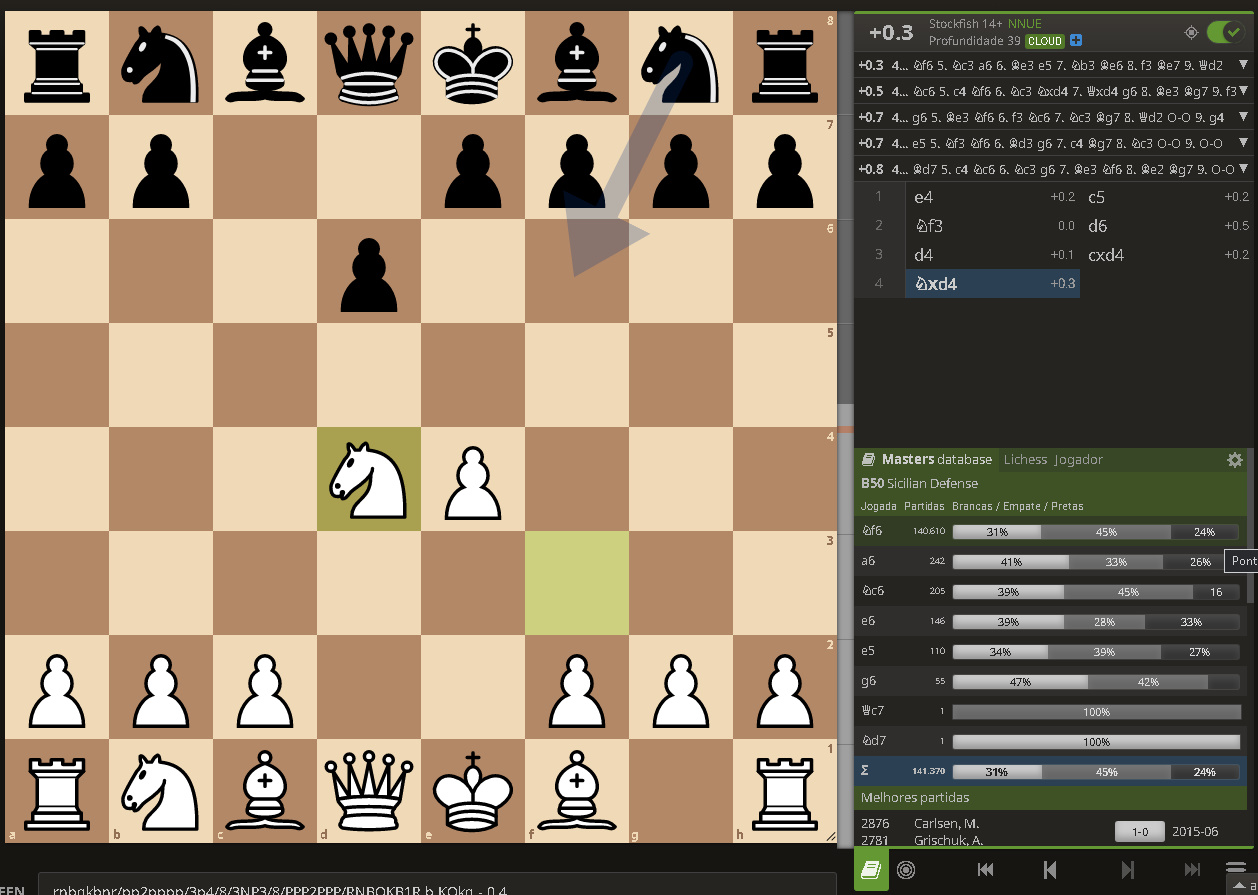 8
7
6
5
4
3
2
1
a b c d e f g h
+0.3 Stockfish 14+ NNUE
Profundidade 39 CLOUD
+0.3 4... ♘f6 5. ♘c3 a6 6. ♗e3 e5 7. ♘b3 ♗e6 8. f3 ♗e7 9. ♕d2
+0.5 4... ♘c6 5. c4 ♘f6 6. ♘c3 ♘xd4 7. ♕xd4 g6 8. ♗e3 ♗g7 9. f3
+0.7 4... g6 5. ♗e3 ♘f6 6. f3 ♘c6 7. ♘c3 ♗g7 8. ♕d2 O-O 9. g4
+0.7 4... e5 5. ♘f3 ♘f6 6. ♗d3 g6 7. c4 ♗g7 8. ♘c3 O-O 9. O-O
+0.8 4... ♗d7 5. c4 ♘c6 6. ♘c3 g6 7. ♗e3 ♘f6 8. ♗e2 ♗g7 9. O-O
1 e4 +0.2 c5 +0.2
2 ♘f3 0.0 d6 +0.5
3 d4 +0.1 cxd4 +0.2
4 ♘xd4 +0.3
Masters database Lichess Jogador
B50 Sicilian Defense
Jogada Partidas Brancas / Empate / Pretas
♘f6 140.610 31% 45% 24%
a6 242 41% 33% 26%
Pont
♘c6 205 39% 45% 16
e6 146 39% 28% 33%
e5 110 34% 39% 27%
g6 55 47% 42%
♕c7 1 100%
♘d7 1 100%
Σ 141.370 31% 45% 24%
Melhores partidas
2876 Carlsen, M. 1-0 2015-06
2781 Grischuk, A.
FEN rnbqkbnr/pp2pppp/3p4/8/3NP3/8/PPP2PPP/RNBQKB1R b KQkq - 0 4